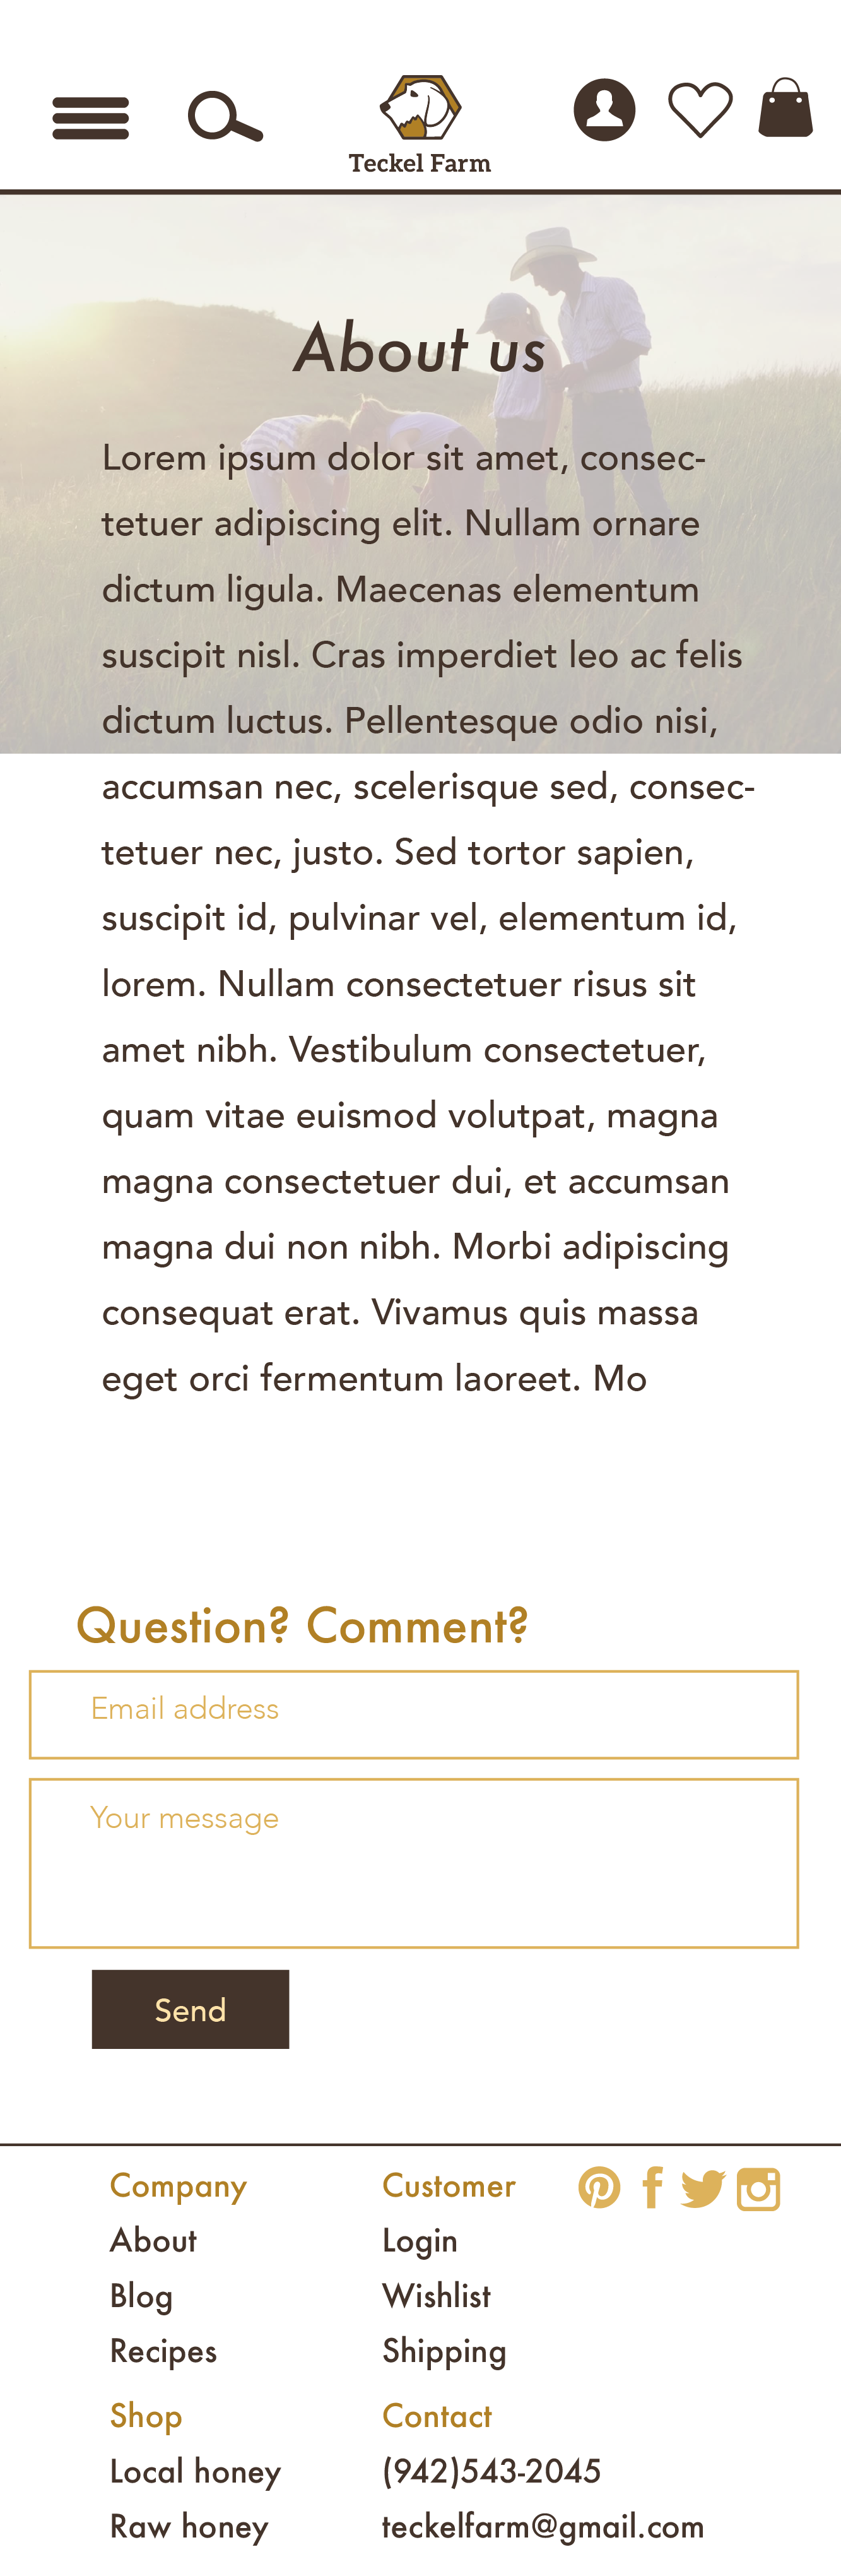 Teckel Farm
About us
Lorem ipsum dolor sit amet, consec-
tetuer adipiscing elit. Nullam ornare
dictum ligula. Maecenas elementum
suscipit nisl. Cras imperdiet leo ac felis
dictum luctus. Pellentesque odio nisi,
accumsan nec, scelerisque sed, consec-
tetuer nec, justo. Sed tortor sapien,
suscipit id, pulvinar vel, elementum id,
lorem. Nullam consectetuer risus sit
amet nibh. Vestibulum consectetuer,
quam vitae euismod volutpat, magna
magna consectetuer dui, et accumsan
magna dui non nibh. Morbi adipiscing
consequat erat. Vivamus quis massa
eget orci fermentum laoreet. Mo
Question? Comment?
Email address
Your message
Send
Company
About
Blog
Recipes
Shop
Local honey
Raw honey
Customer
Login
Wishlist
Shipping
Contact
(942)543-2045
teckelfarm@gmail.com